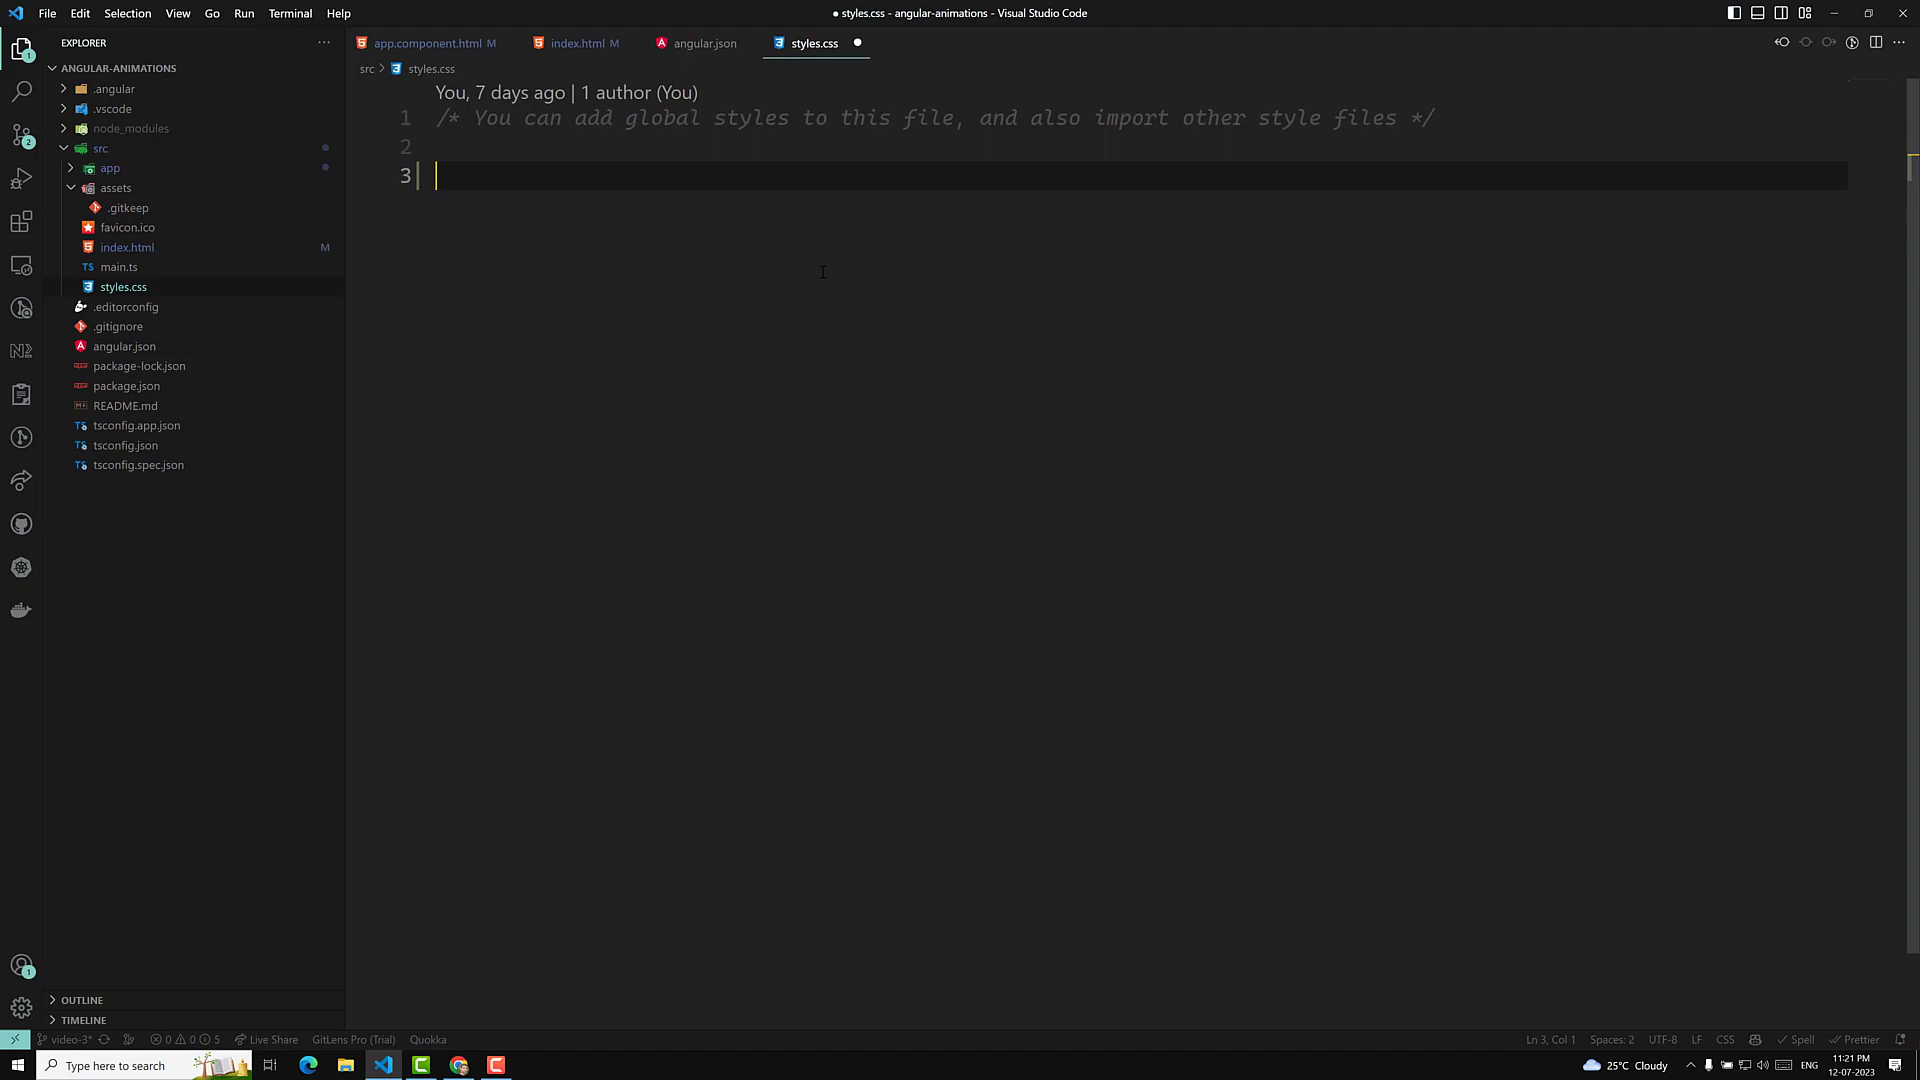 File Edit Selection View Go Run Terminal Help
● styles.css - angular-animations - Visual Studio Code
EXPLORER
app.component.html M
index.html M
angular.json
styles.css
ANGULAR-ANIMATIONS
src > styles.css
.angular
.vscode
node_modules
src
app
assets
.gitkeep
favicon.ico
index.html M
main.ts
styles.css
.editorconfig
.gitignore
angular.json
package-lock.json
package.json
README.md
tsconfig.app.json
tsconfig.json
tsconfig.spec.json
You, 7 days ago | 1 author (You)
1 /* You can add global styles to this file, and also import other style files */
2
3
OUTLINE
TIMELINE
video-3* 0 0 5 Live Share GitLens Pro (Trial) Quokka
Ln 3, Col 1 Spaces: 2 UTF-8 LF CSS Spell Prettier
Type here to search
25°C Cloudy
ENG
11:21 PM
12-07-2023